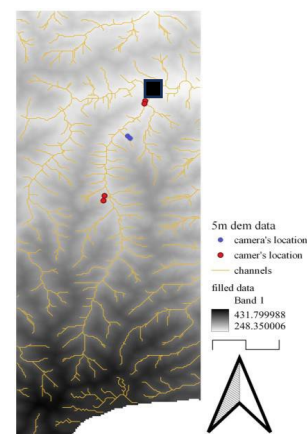 5m dem data
camera's location
camer's location
channels
filled data
Band 1
431.799988
248.350006